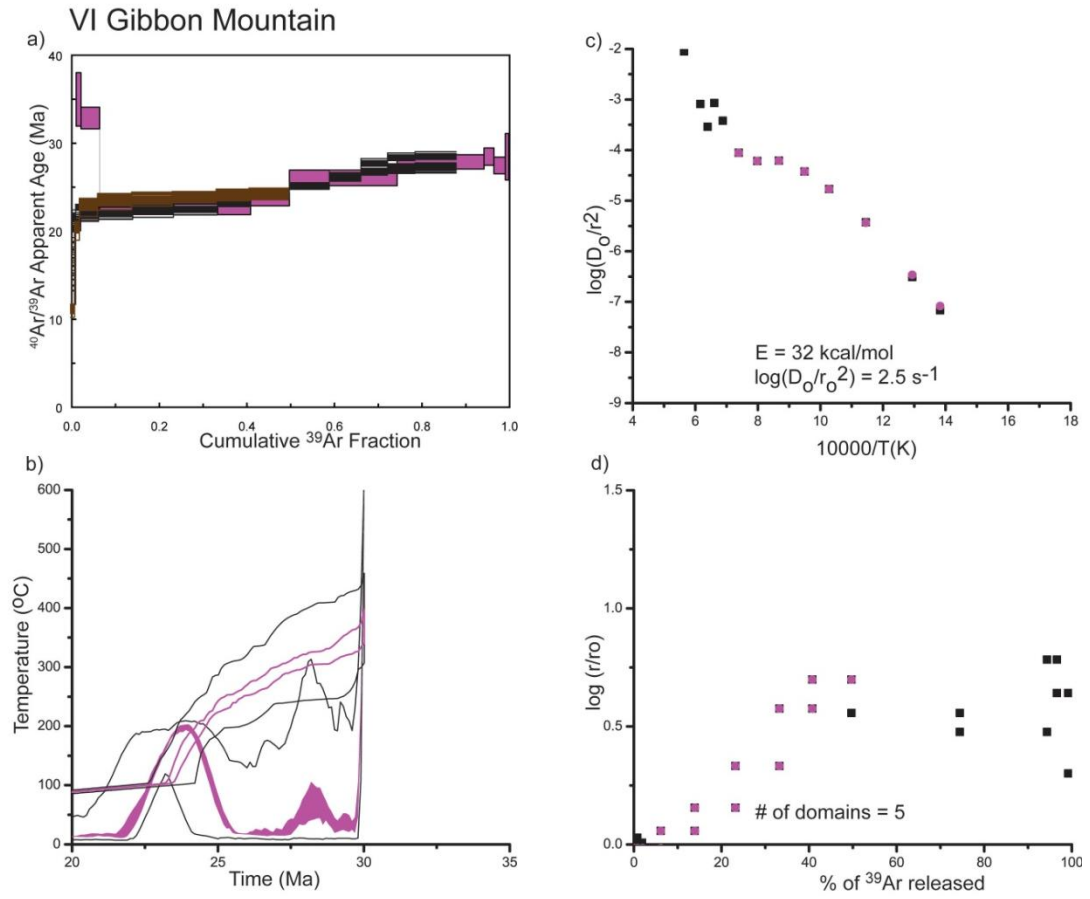 VI Gibbon Mountain
a)
40
30
20
10
0
0.0 0.2 0.4 0.6 0.8 1.0
⁴⁰Ar/³⁹Ar Apparent Age (Ma)
Cumulative ³⁹Ar Fraction
c)
-2
-3
-4
-5
-6
-7
-8
-9
4 6 8 10 12 14 16 18
log(Do/r²)
E = 32 kcal/mol
log(Do/ro²) = 2.5 s⁻¹
10000/T(K)
b)
600
500
400
300
200
100
0
20 25 30 35
Temperature (ºC)
Time (Ma)
d)
1.5
1.0
0.5
0.0
0 20 40 60 80 100
log (r/ro)
# of domains = 5
% of ³⁹Ar released